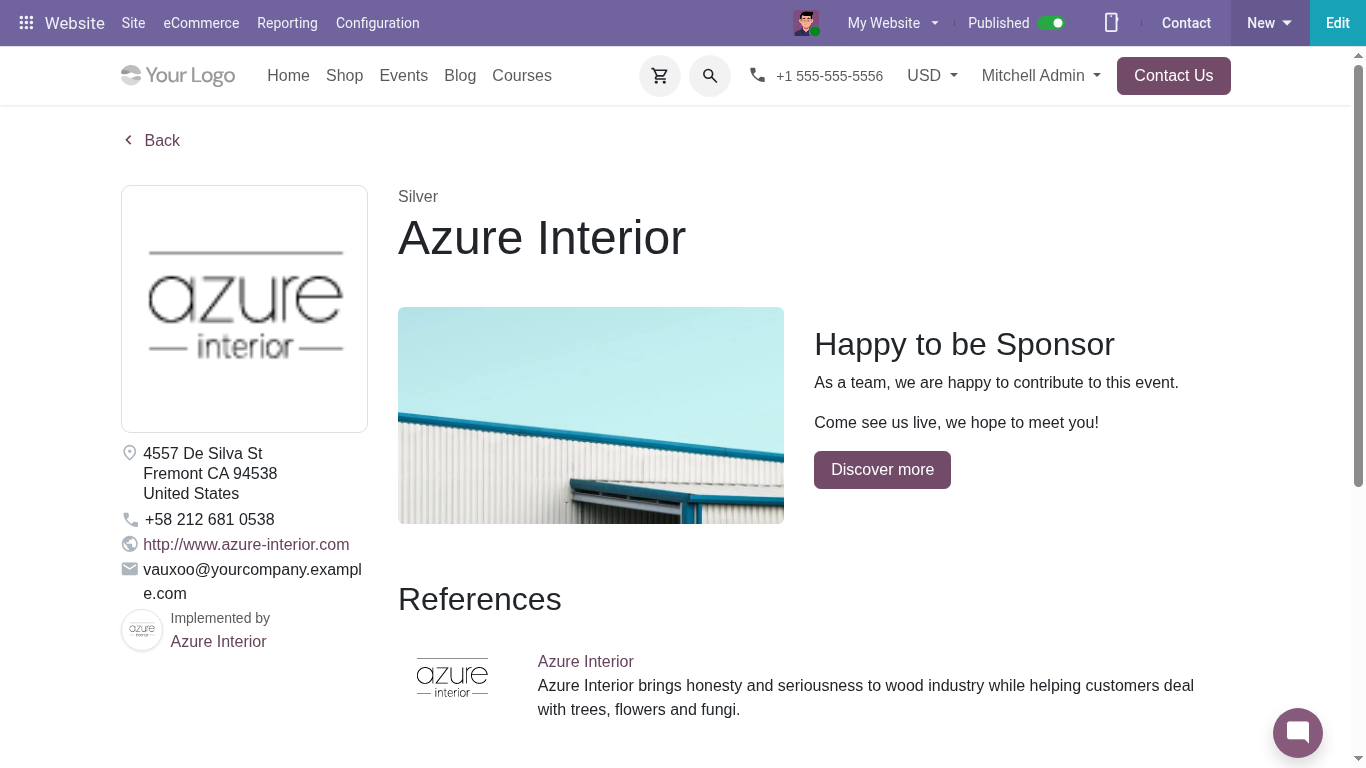 Website Site eCommerce Reporting Configuration My Website Published Contact New Edit
Your Logo Home Shop Events Blog Courses +1 555-555-5556 USD Mitchell Admin Contact Us
Back
azure
interior
4557 De Silva St
Fremont CA 94538
United States
+58 212 681 0538
http://www.azure-interior.com
vauxoo@yourcompany.exampl
e.com
azure
interior
Implemented by
Azure Interior
Silver
Azure Interior
Happy to be Sponsor
As a team, we are happy to contribute to this event.
Come see us live, we hope to meet you!
Discover more
References
azure
interior
Azure Interior
Azure Interior brings honesty and seriousness to wood industry while helping customers deal
with trees, flowers and fungi.